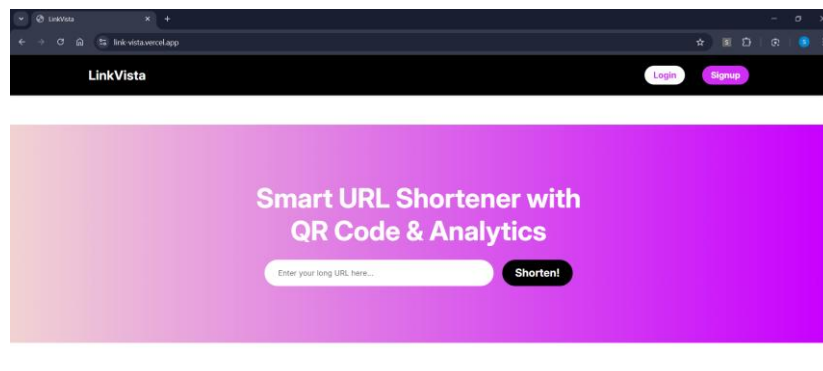 LinkVista
link-vista.vercel.app
LinkVista
Login
Signup
Smart URL Shortener with
QR Code & Analytics
Enter your long URL here...
Shorten!